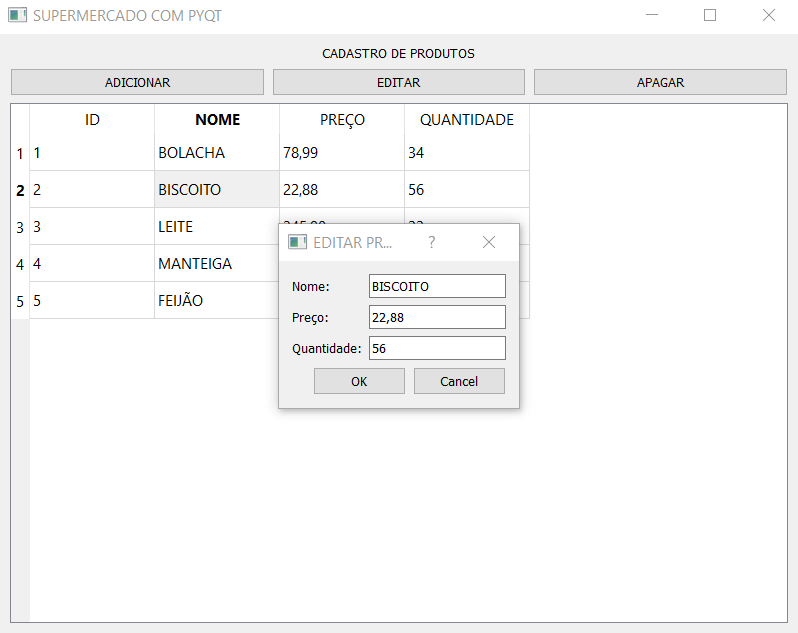 SUPERMERCADO COM PYQT
CADASTRO DE PRODUTOS
ADICIONAR EDITAR APAGAR
ID NOME PREÇO QUANTIDADE
1 1 BOLACHA 78,99 34
2 2 BISCOITO 22,88 56
3 3 LEITE
4 4 MANTEIGA
5 5 FEIJÃO
EDITAR PR... ?
Nome: BISCOITO
Preço: 22,88
Quantidade: 56
OK Cancel